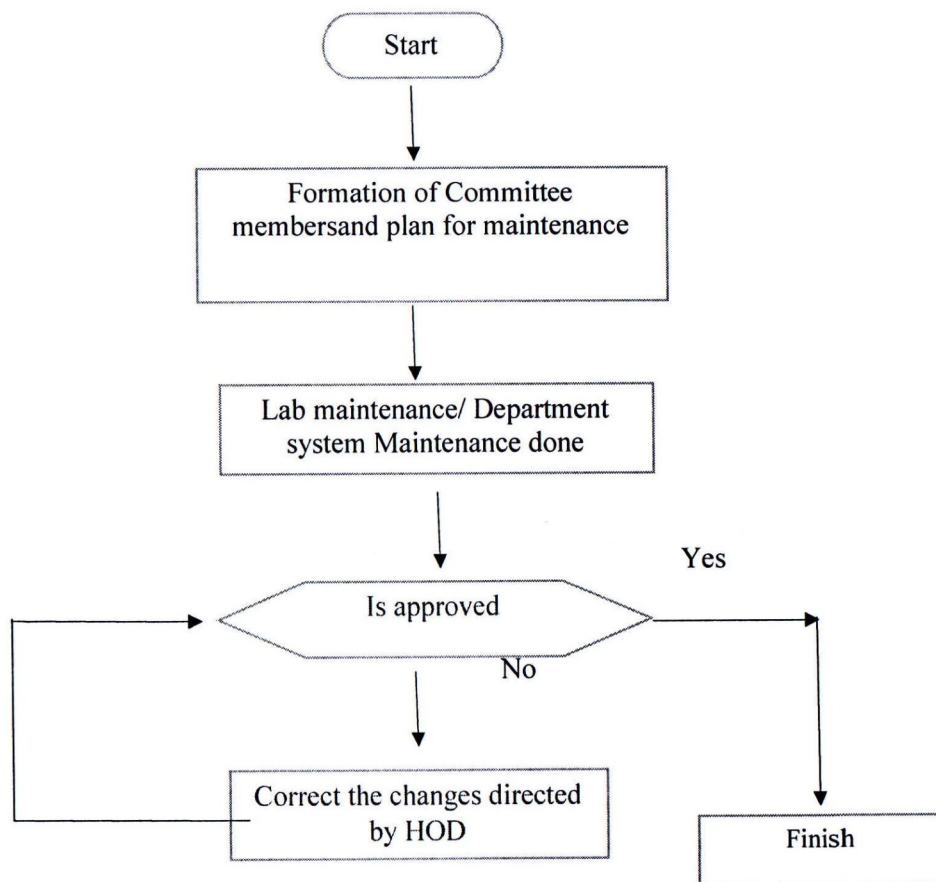 Start
Formation of Committee
membersand plan for maintenance
Lab maintenance/ Department
system Maintenance done
Yes
Is approved
No
Correct the changes directed
by HOD
Finish